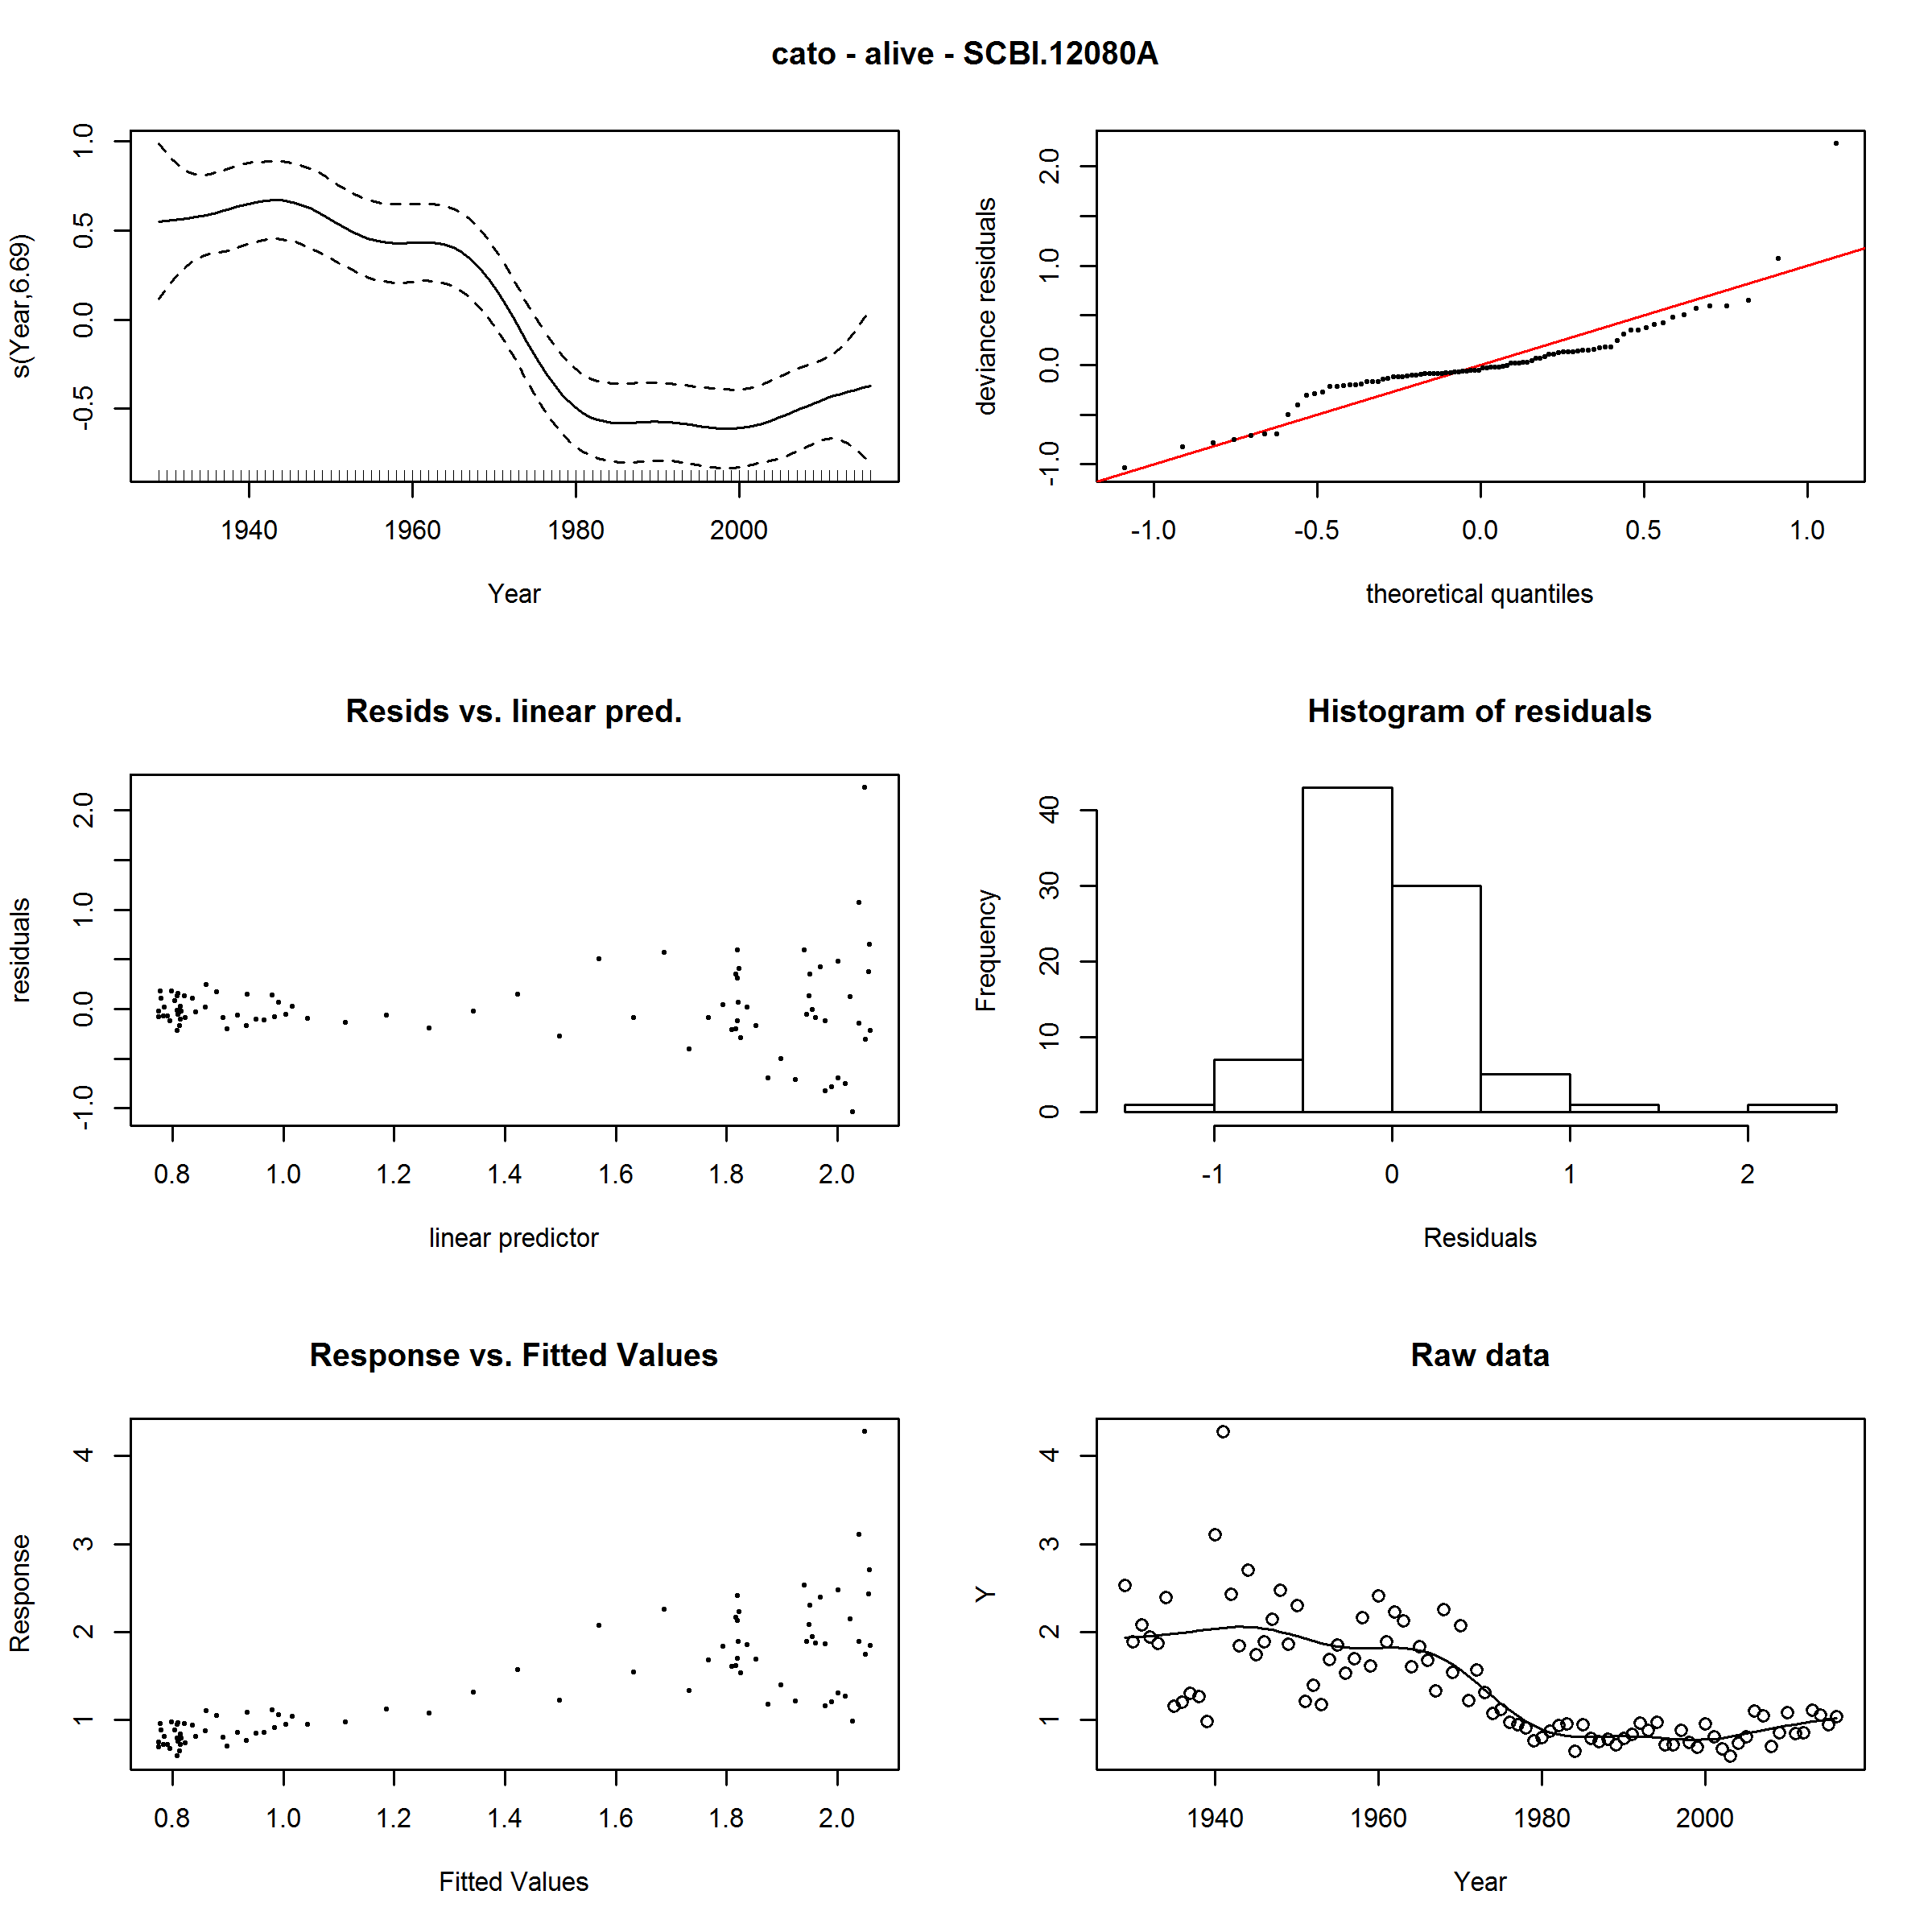 cato - alive - SCBI.12080A
s(Year,6.69)
1.0
0.5
0.0
-0.5
1940 1960 1980 2000
Year
deviance residuals
2.0
1.0
0.0
-1.0
-1.0 -0.5 0.0 0.5 1.0
theoretical quantiles
Resids vs. linear pred.
residuals
2.0
1.0
0.0
-1.0
0.8 1.0 1.2 1.4 1.6 1.8 2.0
linear predictor
Histogram of residuals
Frequency
40
30
20
10
0
-1 0 1 2
Residuals
Response vs. Fitted Values
Response
4
3
2
1
0.8 1.0 1.2 1.4 1.6 1.8 2.0
Fitted Values
Raw data
Y
4
3
2
1
1940 1960 1980 2000
Year